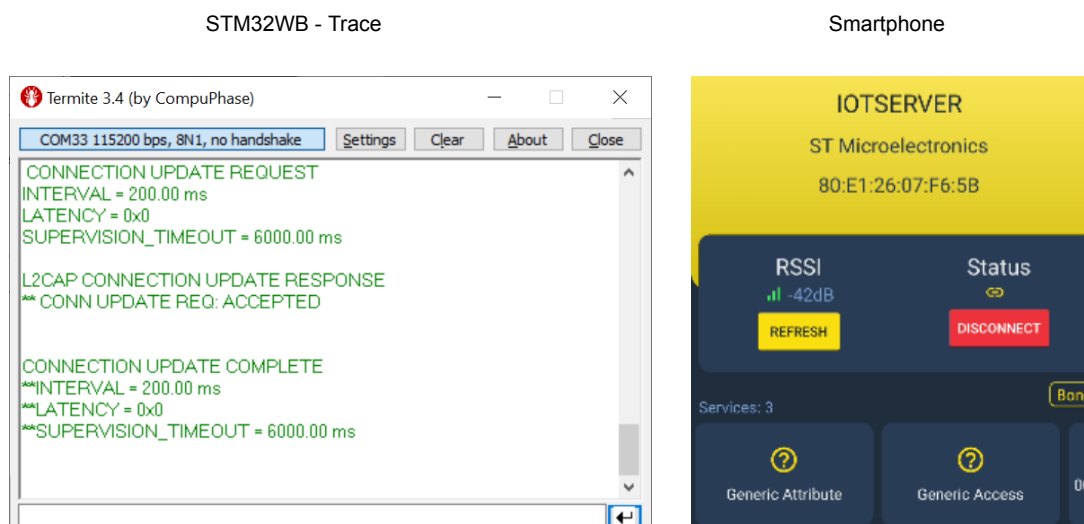 STM32WB - Trace
Smartphone
Termite 3.4 (by CompuPhase)
COM33 115200 bps, 8N1, no handshake
Settings
Clear
About
Close
CONNECTION UPDATE REQUEST
INTERVAL = 200.00 ms
LATENCY = 0x0
SUPERVISION_TIMEOUT = 6000.00 ms
L2CAP CONNECTION UPDATE RESPONSE
** CONN UPDATE REQ: ACCEPTED
CONNECTION UPDATE COMPLETE
**INTERVAL = 200.00 ms
**LATENCY = 0x0
**SUPERVISION_TIMEOUT = 6000.00 ms
IOTSERVER
ST Microelectronics
80:E1:26:07:F6:5B
RSSI
-42dB
REFRESH
Status
DISCONNECT
Services: 3
Generic Attribute
Generic Access